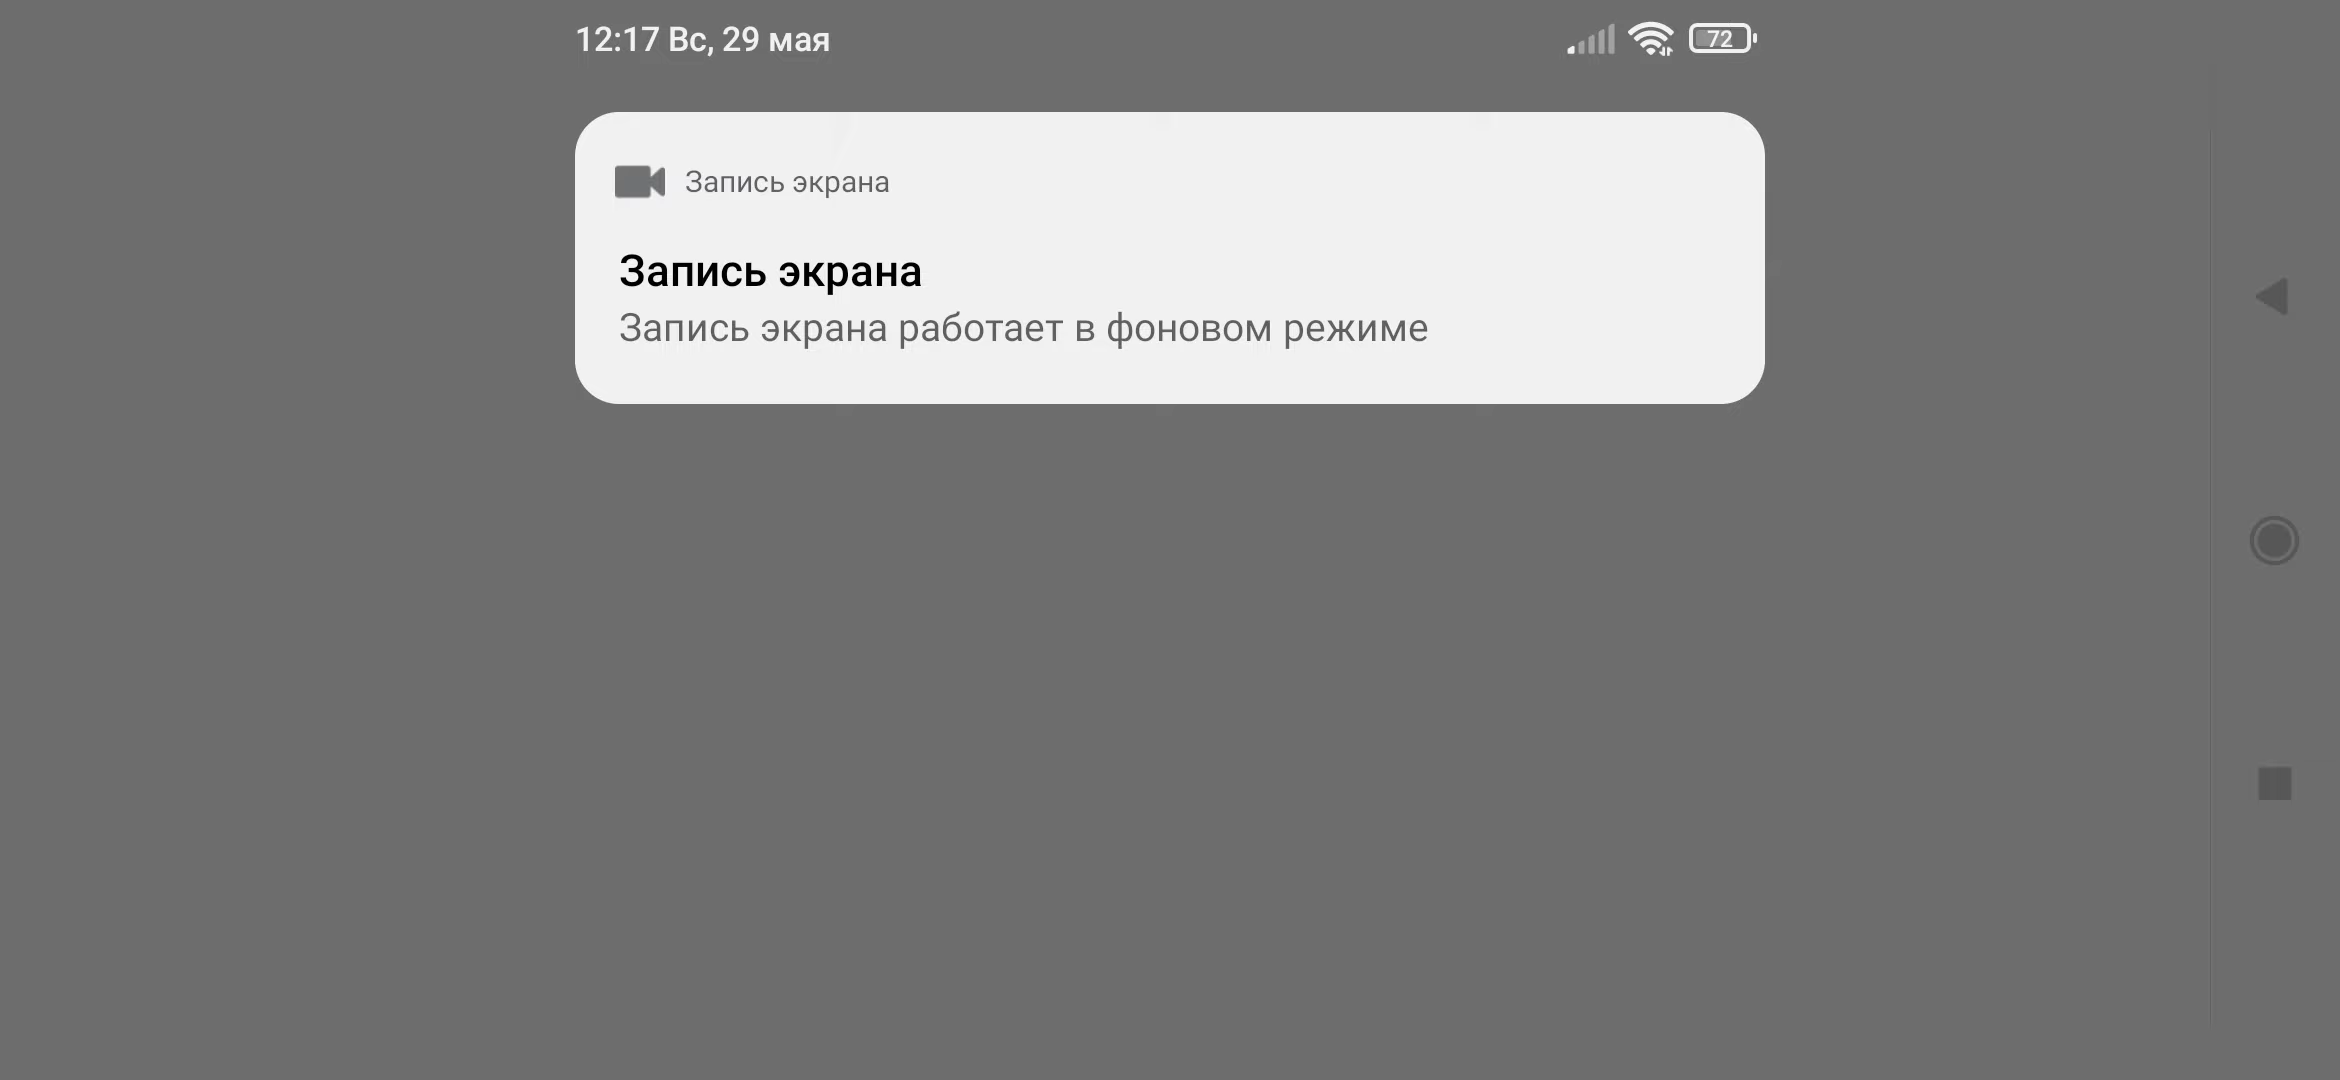 12:17 Вс, 29 мая
72
Запись экрана
Запись экрана
Запись экрана работает в фоновом режиме